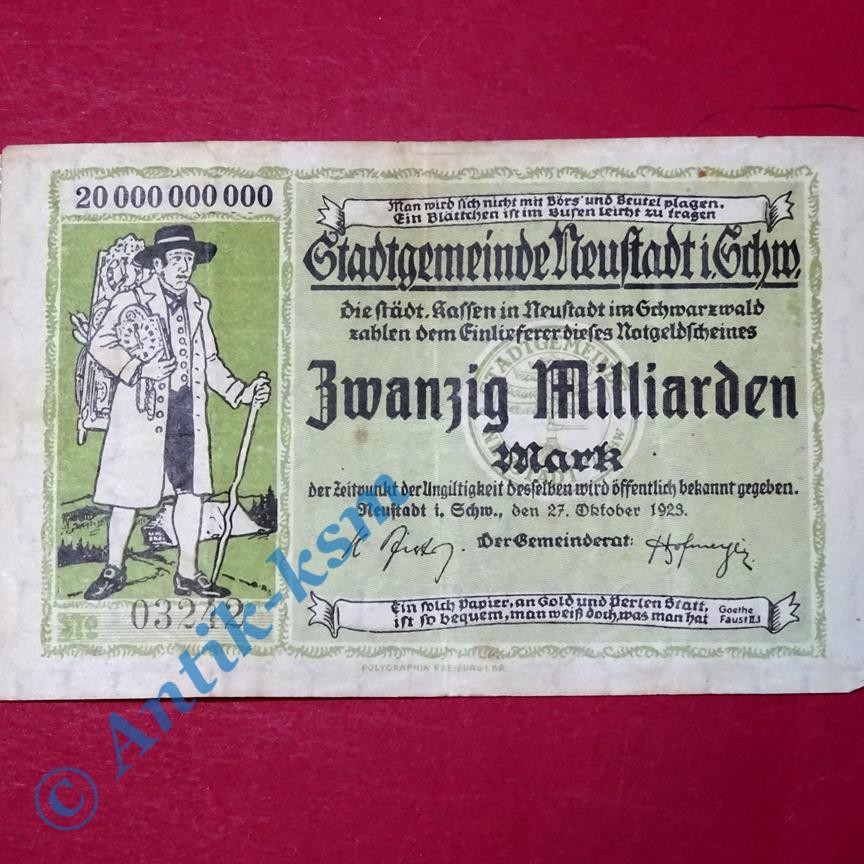 20 000 000 000
Man wird sich nicht mit Börs' und Beutel plagen.
Ein Blättchen ist im Busen leicht zu tragen
Stadtgemeinde Neustadt i. Schw.
Die städt. Kassen in Neustadt im Schwarzwald
zahlen dem Einlieferer dieses Notgeldscheines
STADTGEMEINDE
Zwanzig Milliarden
Mark
der Zeitpunkt der Ungiltigkeit desselben wird öffentlich bekannt gegeben.
Neustadt i. Schw., den 27. Oktober 1923.
Der Gemeinderat:
№ 03242
Ein solch Papier, an Gold und Perlen Statt,
ist so bequem, man weiß doch, was man hat
Goethe
Faust II.I
POLYGRAPHIK FREIBURG I. BR.
© Antik-ksm